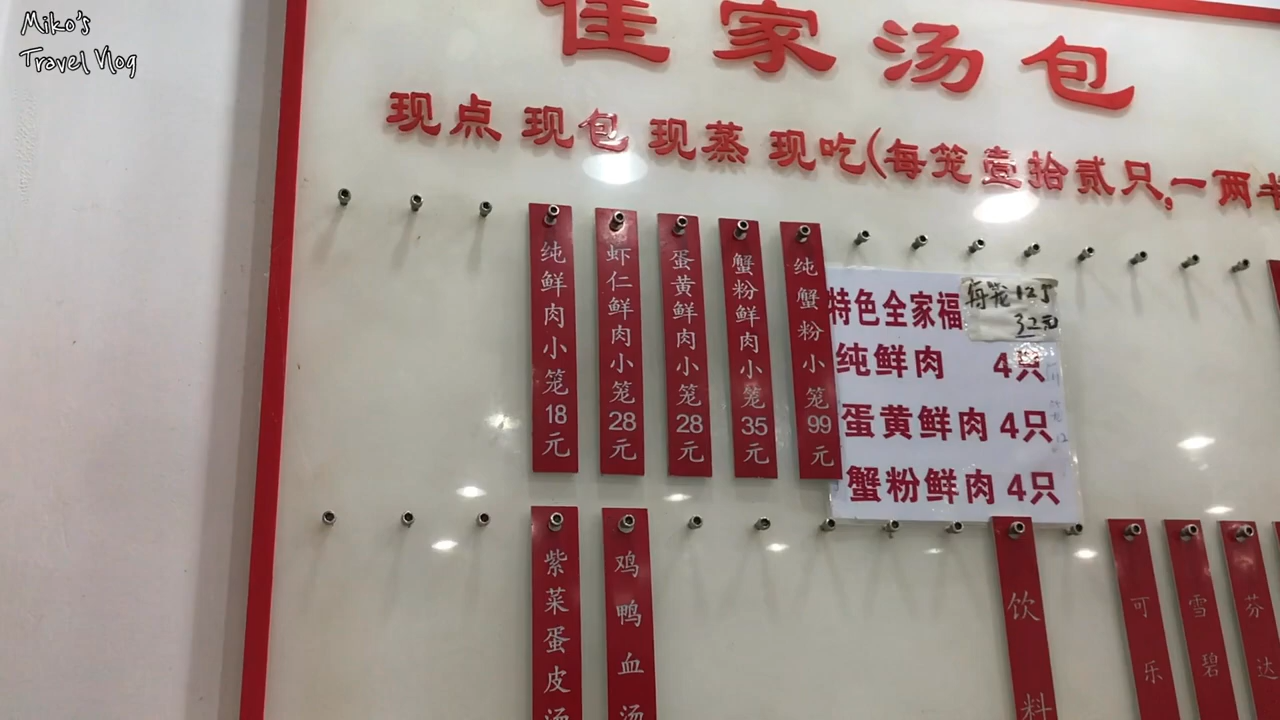 Miko's
Travel Vlog
家汤包
现点 现包 现蒸 现吃(每笼壹拾贰只,一两半
纯鲜肉小笼18元
虾仁鲜肉小笼28元
蛋黄鲜肉小笼28元
蟹粉鲜肉小笼35元
纯蟹粉小笼99元
特色全家福
每笼12只
32元
纯鲜肉 4只
蛋黄鲜肉 4只
蟹粉鲜肉 4只
紫菜蛋皮汤
鸡鸭血汤
饮料
可乐
雪碧
芬达